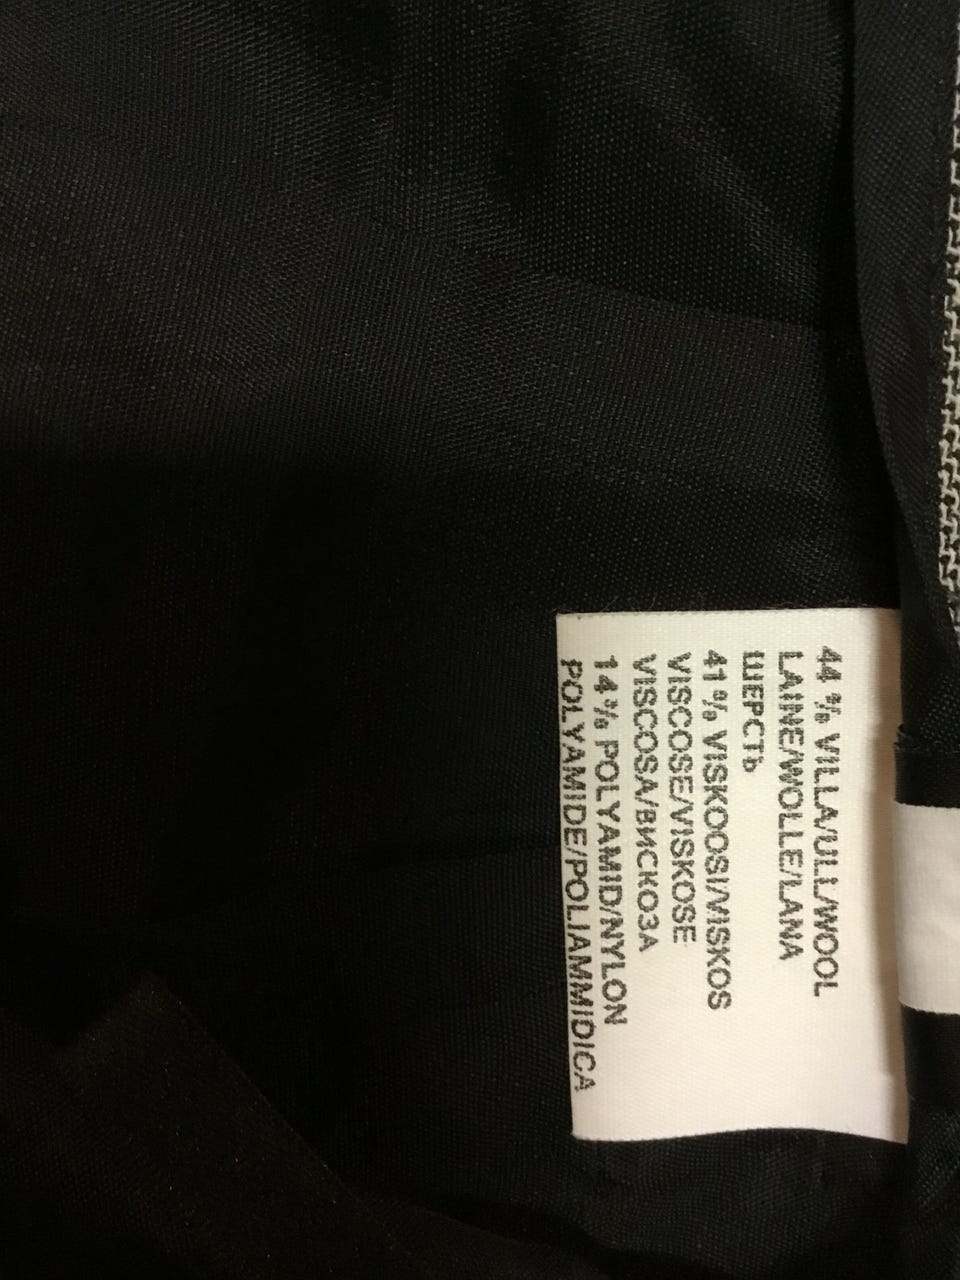 44 % VILLA/ULL/WOOL
LAINE/WOLLE/LANA
ШЕРСТЬ
41 % VISKOOSI/VISKOS
VISCOSE/VISKOSE
VISCOSA/ВИСКОЗА
14 % POLYAMID/NYLON
POLYAMIDE/POLIAMMIDICA